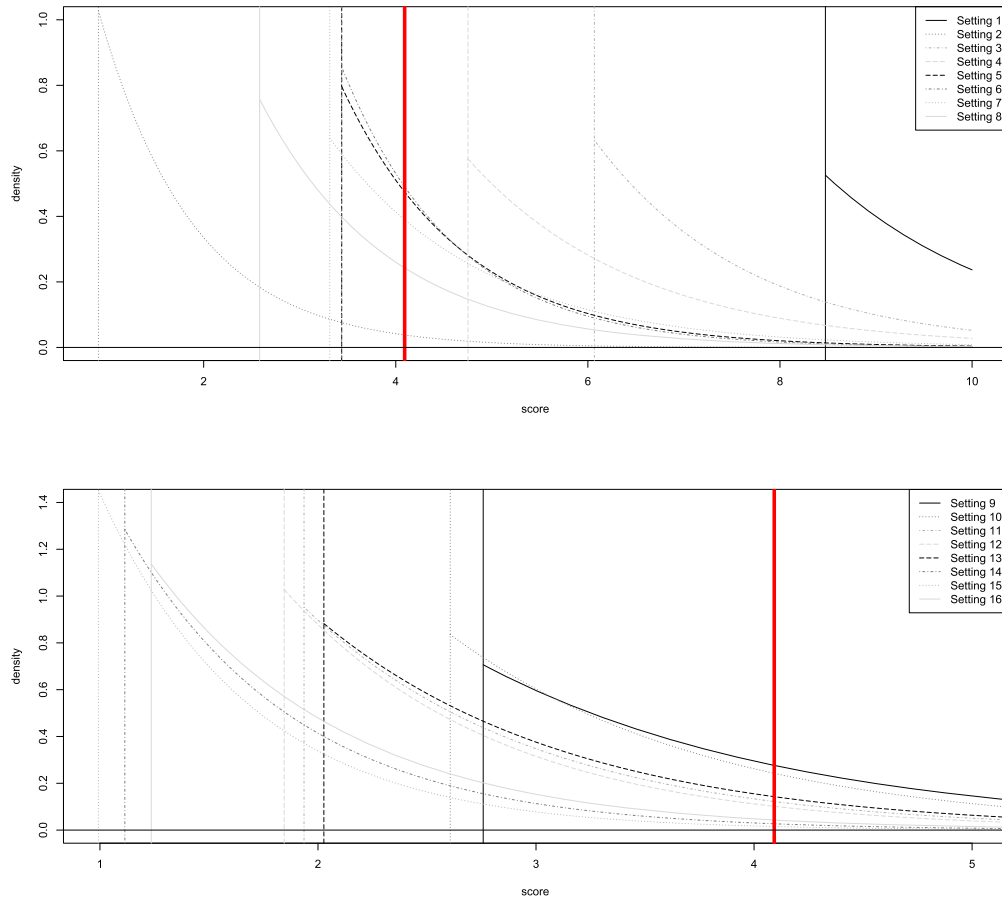 1.0
0.8
0.6
0.4
0.2
0.0
density
2
4
6
8
10
score
Setting 1
Setting 2
Setting 3
Setting 4
Setting 5
Setting 6
Setting 7
Setting 8
1.4
1.2
1.0
0.8
0.6
0.4
0.2
0.0
density
1
2
3
4
5
score
Setting 9
Setting 10
Setting 11
Setting 12
Setting 13
Setting 14
Setting 15
Setting 16